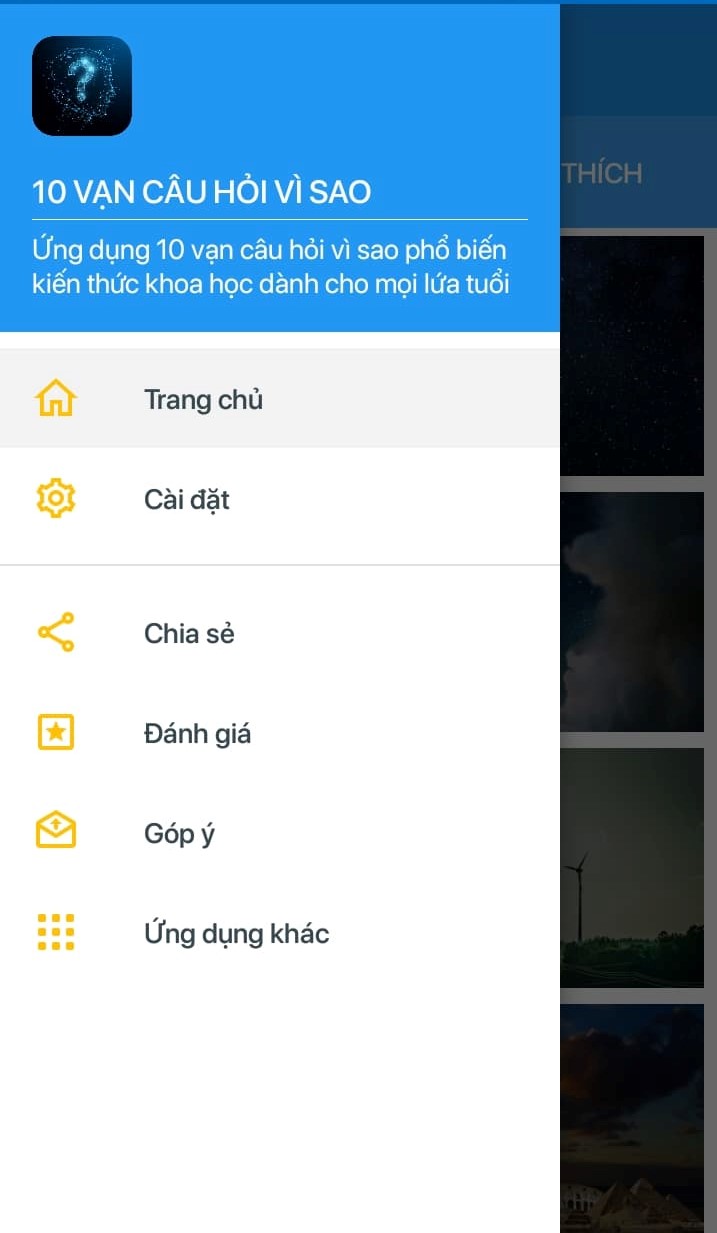 10 VẠN CÂU HỎI VÌ SAO
Ứng dụng 10 vạn câu hỏi vì sao phổ biến
kiến thức khoa học dành cho mọi lứa tuổi
THÍCH
Trang chủ
Cài đặt
Chia sẻ
Đánh giá
Góp ý
Ứng dụng khác